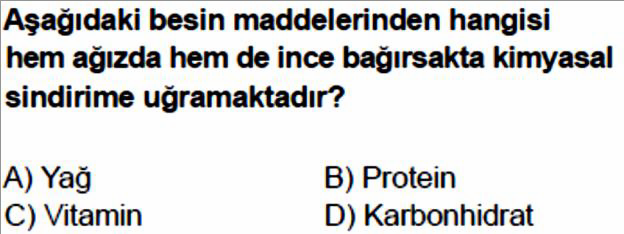 Aşağıdaki besin maddelerinden hangisi
hem ağızda hem de ince bağırsakta kimyasal
sindirime uğramaktadır?
A) Yağ B) Protein
C) Vitamin D) Karbonhidrat